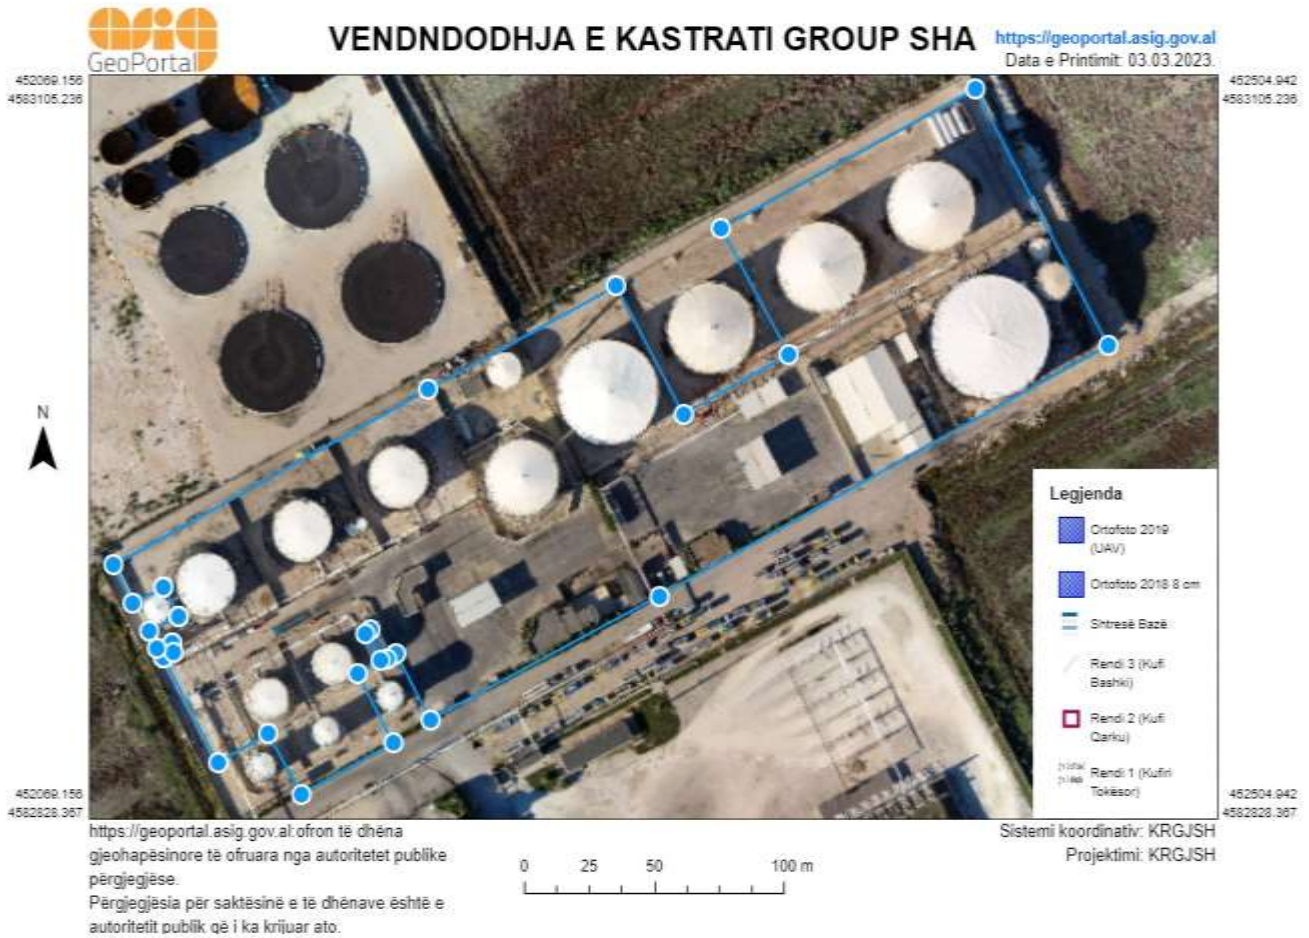 asig
GeoPortal
VENDNDODHJA E KASTRATI GROUP SHA
https://geoportal.asig.gov.al
Data e Printimit: 03.03.2023.
452069.156
4583105.236
452504.942
4583105.236
N
Legjenda
Ortofoto 2019
(UAV)
Ortofoto 2018 8 cm
Shtresë Bazë
Rendi 3 (Kufi
Bashki)
Rendi 2 (Kufi
Qarku)
Rendi 1 (Kufiri
Tokësor)
452069.156
4582828.367
452504.942
4582828.367
https://geoportal.asig.gov.al:ofron të dhëna
gjeohapësinore të ofruara nga autoritetet publike
përgjegjëse.
Përgjegjësia për saktësinë e të dhënave është e
autoritetit publik që i ka krijuar ato.
0 25 50 100 m
Sistemi koordinativ: KRGJSH
Projektimi: KRGJSH